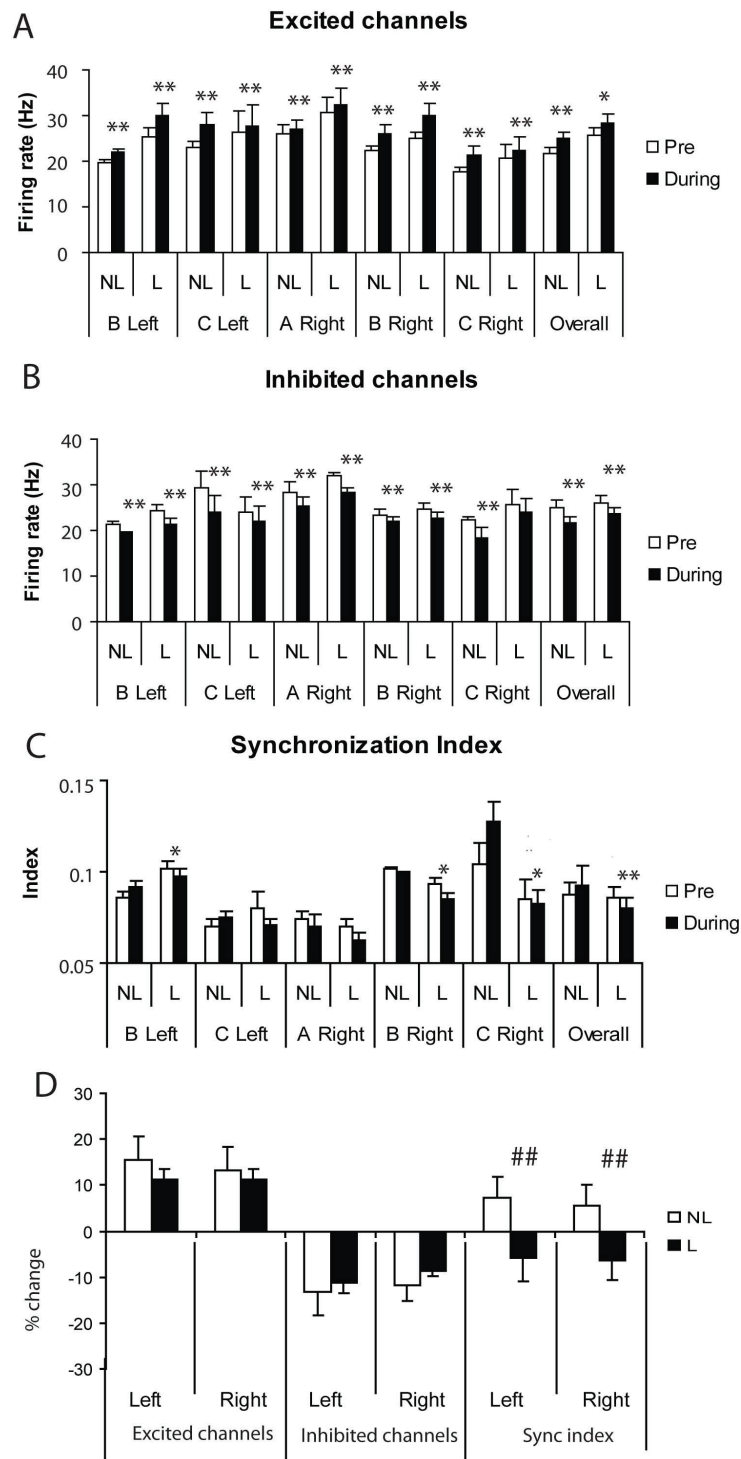 A
Excited channels
Firing rate (Hz)
40
30
20
10
0
** ** ** ** ** ** ** ** ** ** ** *
Pre
During
NL L NL L NL L NL L NL L NL L
B Left C Left A Right B Right C Right Overall
B
Inhibited channels
Firing rate (Hz)
40
30
20
10
0
** ** ** ** ** ** ** ** ** ** **
Pre
During
NL L NL L NL L NL L NL L NL L
B Left C Left A Right B Right C Right Overall
C
Synchronization Index
Index
0.15
0.1
0.05
* * * **
Pre
During
NL L NL L NL L NL L NL L NL L
B Left C Left A Right B Right C Right Overall
D
% change
30
20
10
0
-10
-20
-30
## ##
NL
L
Left Right Left Right Left Right
Excited channels Inhibited channels Sync index